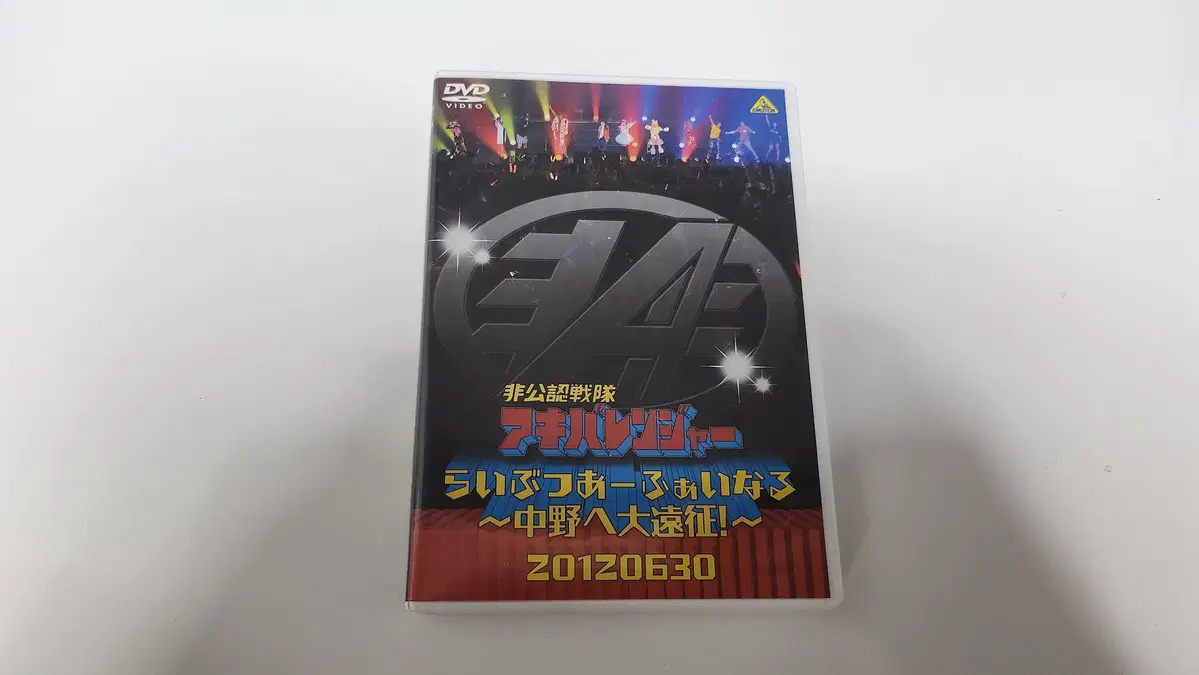 DVD
VIDEO
非公認戦隊
アキバレンジャー
らいぶつあーふぁいなる
～中野へ大遠征!～
20120630